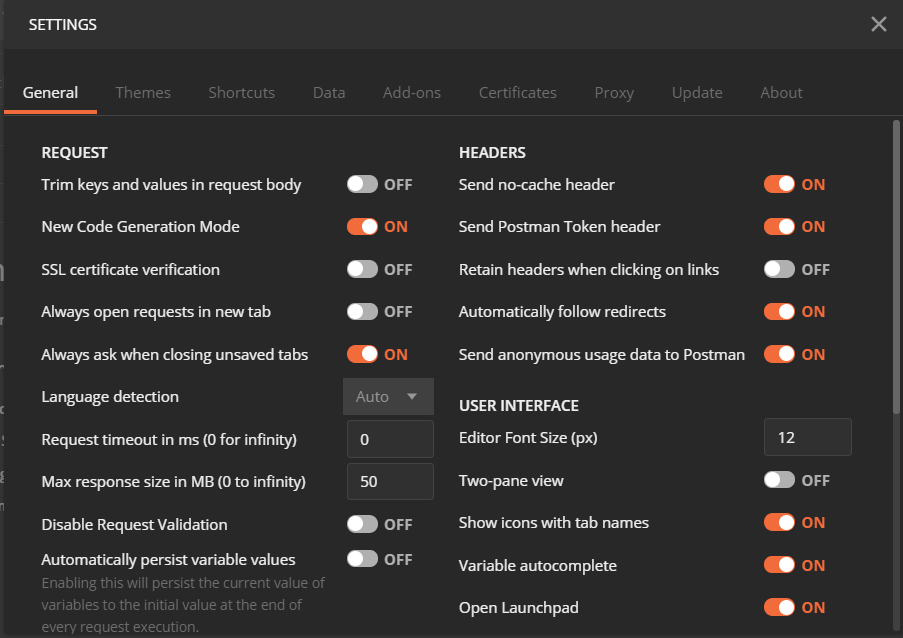 SETTINGS
General Themes Shortcuts Data Add-ons Certificates Proxy Update About
REQUEST
Trim keys and values in request body OFF
New Code Generation Mode ON
SSL certificate verification OFF
Always open requests in new tab OFF
Always ask when closing unsaved tabs ON
Language detection Auto
Request timeout in ms (0 for infinity) 0
Max response size in MB (0 to infinity) 50
Disable Request Validation OFF
Automatically persist variable values OFF
Enabling this will persist the current value of
variables to the initial value at the end of
every request execution.
HEADERS
Send no-cache header ON
Send Postman Token header ON
Retain headers when clicking on links OFF
Automatically follow redirects ON
Send anonymous usage data to Postman ON
USER INTERFACE
Editor Font Size (px) 12
Two-pane view OFF
Show icons with tab names ON
Variable autocomplete ON
Open Launchpad ON